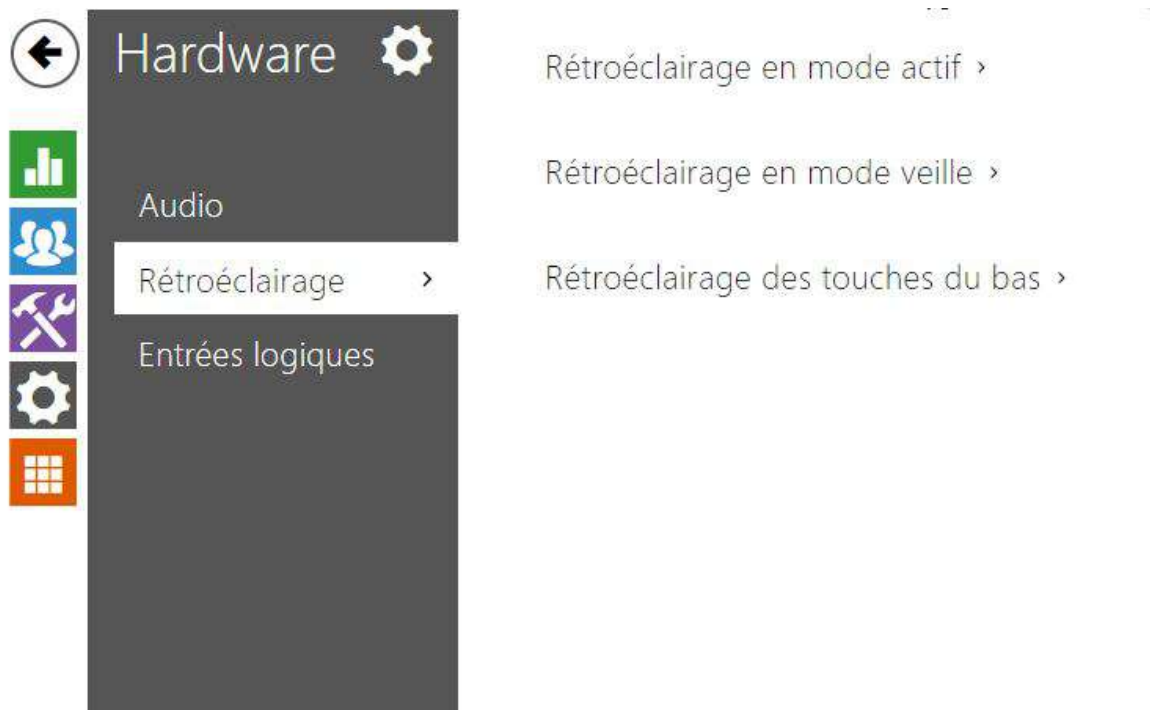 Hardware
Audio
Rétroéclairage
Entrées logiques
Rétroéclairage en mode actif ›
Rétroéclairage en mode veille ›
Rétroéclairage des touches du bas ›